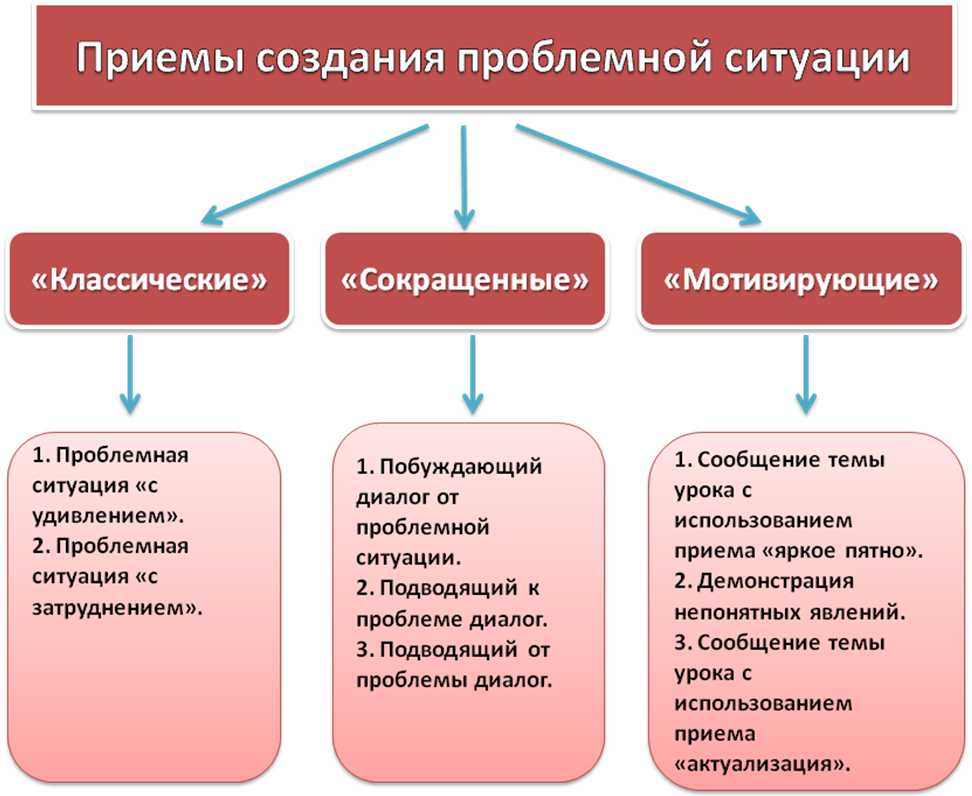 Приемы создания проблемной ситуации
«Классические»
«Сокращенные»
«Мотивирующие»
1. Проблемная
ситуация «с
удивлением».
2. Проблемная
ситуация «с
затруднением».
1. Побуждающий
диалог от
проблемной
ситуации.
2. Подводящий к
проблеме диалог.
3. Подводящий от
проблемы диалог.
1. Сообщение темы
урока с
использованием
приема «яркое пятно».
2. Демонстрация
непонятных явлений.
3. Сообщение темы
урока с
использованием
приема
«актуализация».